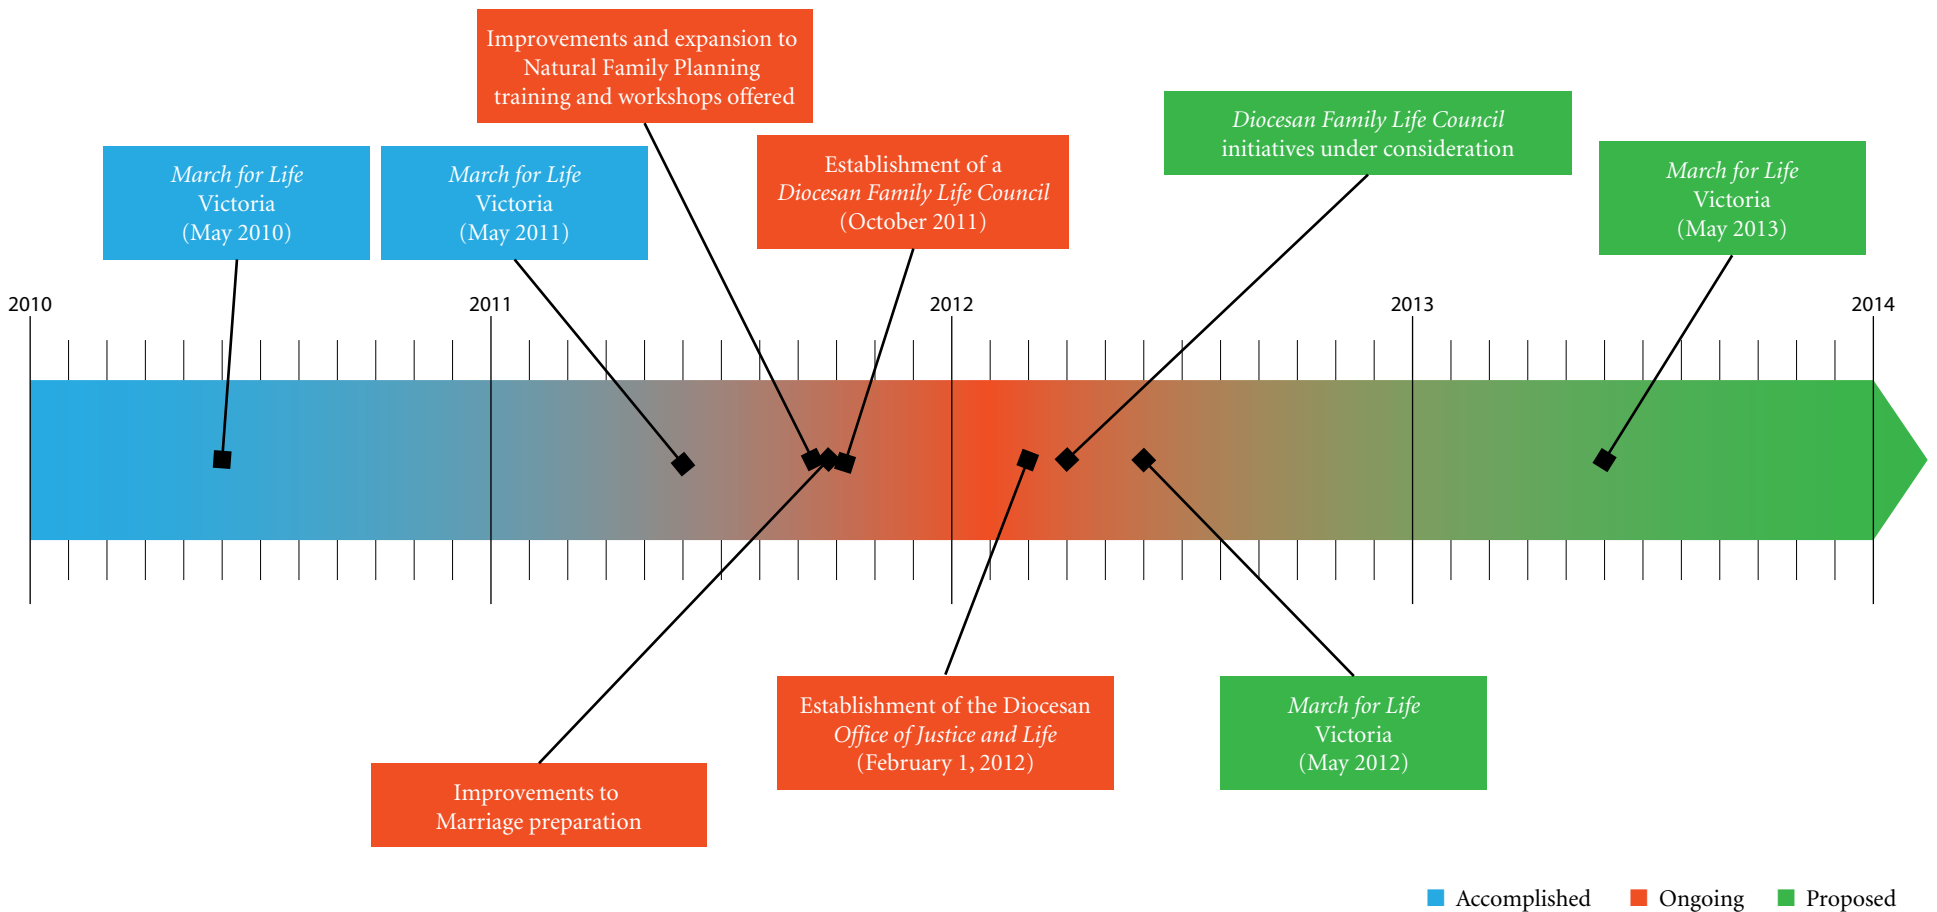 Improvements and expansion to
Natural Family Planning
training and workshops offered
Diocesan Family Life Council
initiatives under consideration
Establishment of a
Diocesan Family Life Council
(October 2011)
March for Life
Victoria
(May 2010)
March for Life
Victoria
(May 2011)
March for Life
Victoria
(May 2013)
2010
2011
2012
2013
2014
Establishment of the Diocesan
Office of Justice and Life
(February 1, 2012)
March for Life
Victoria
(May 2012)
Improvements to
Marriage preparation
Accomplished
Ongoing
Proposed